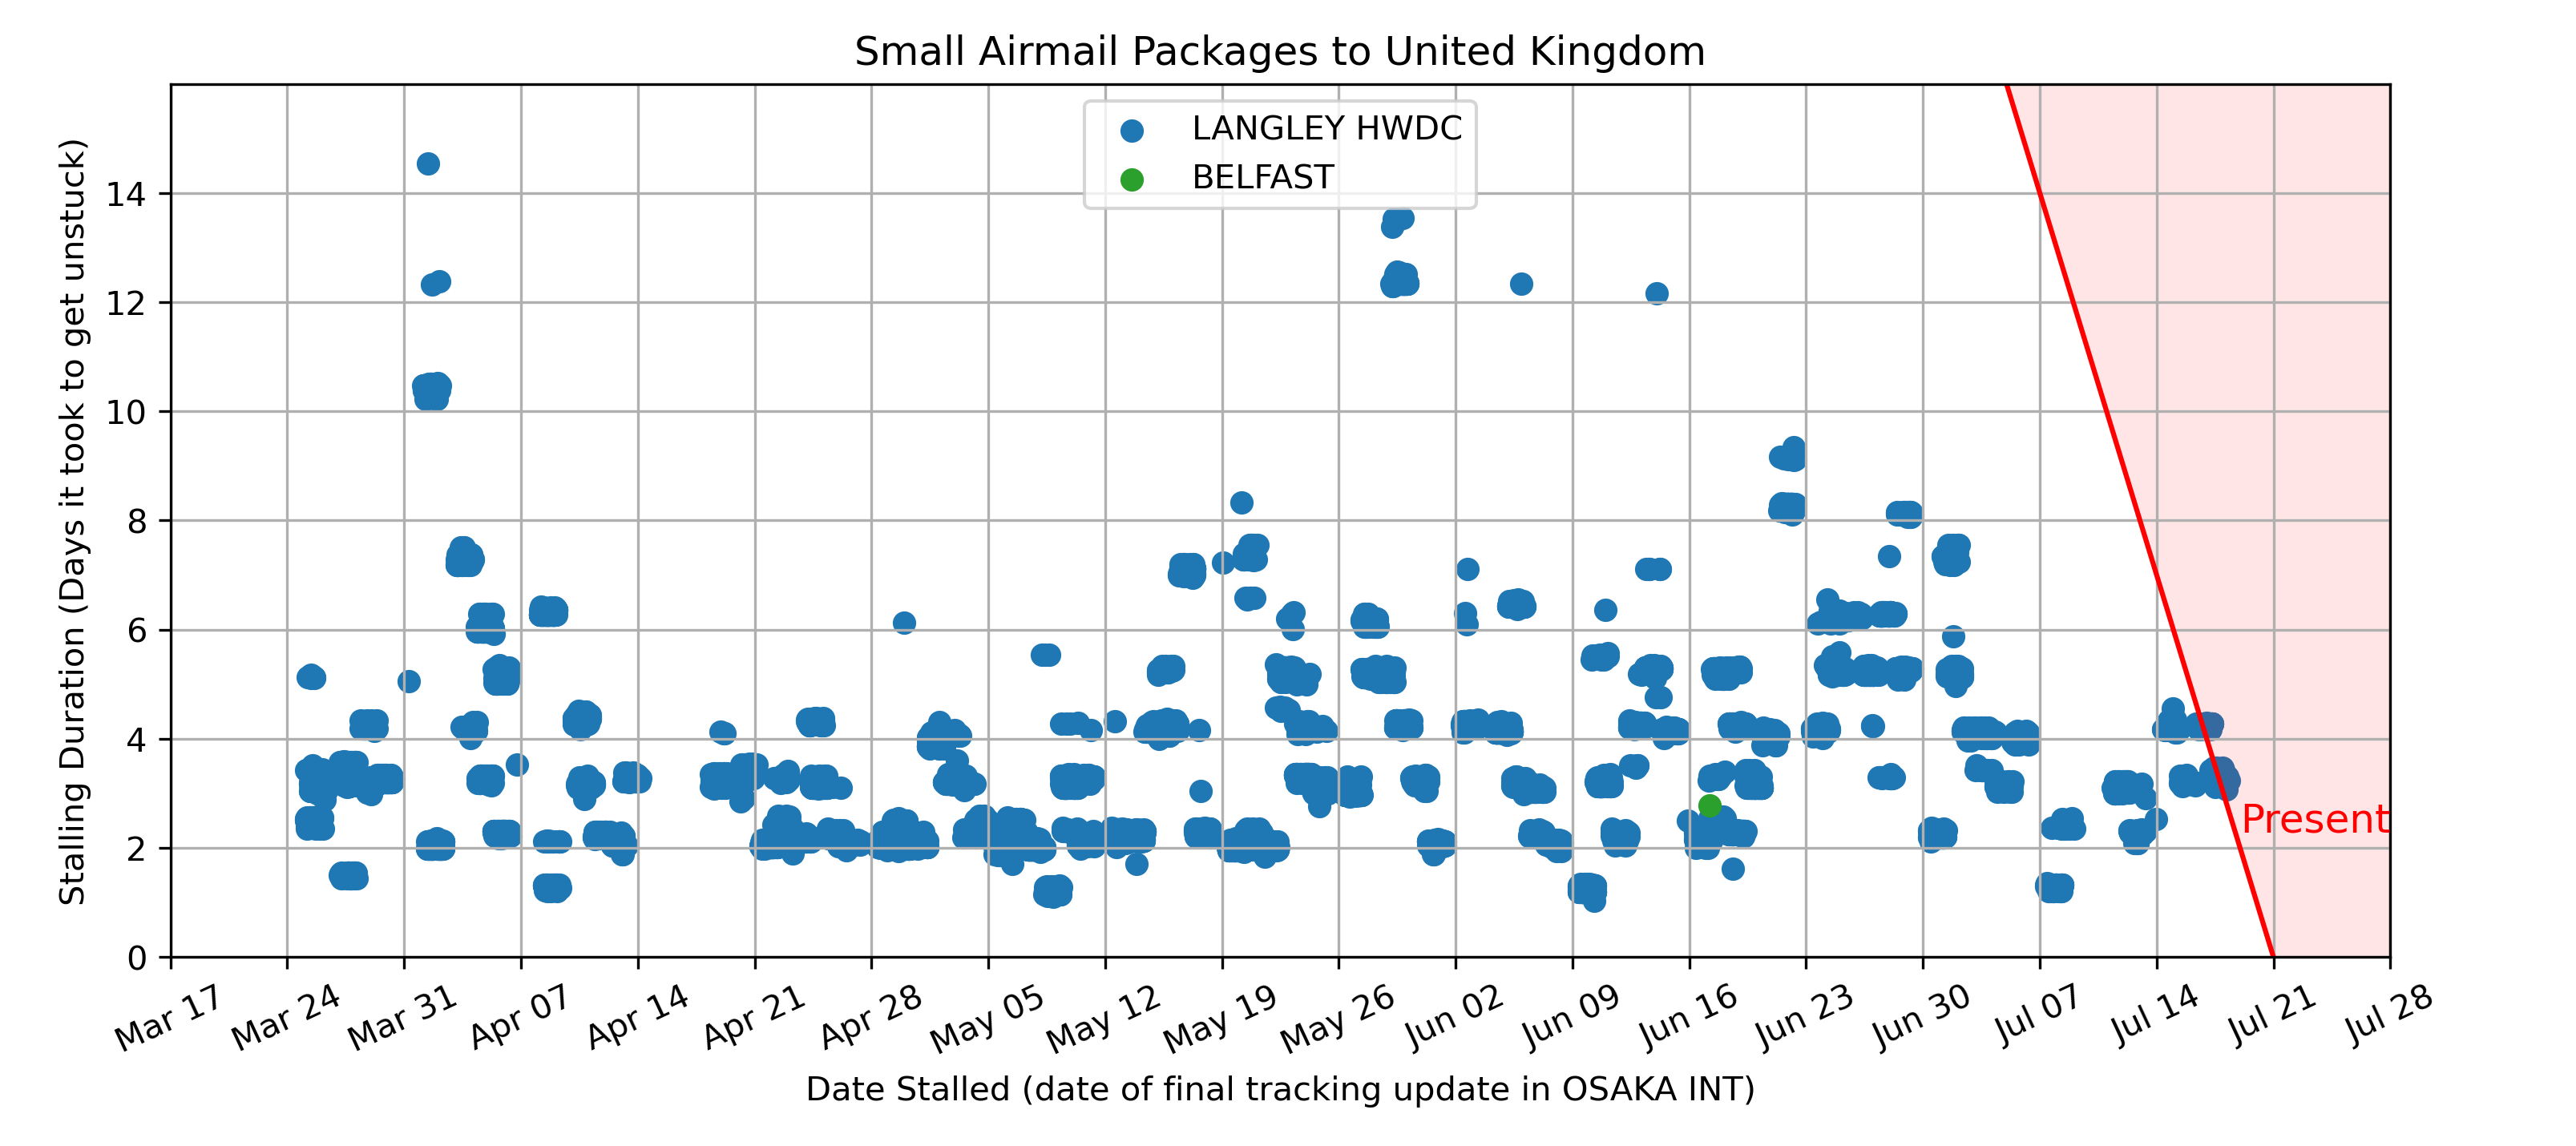 Small Airmail Packages to United Kingdom
LANGLEY HWDC
BELFAST
Stalling Duration (Days it took to get unstuck)
14
12
10
8
6
4
2
0
Present
Mar 17
Mar 24
Mar 31
Apr 07
Apr 14
Apr 21
Apr 28
May 05
May 12
May 19
May 26
Jun 02
Jun 09
Jun 16
Jun 23
Jun 30
Jul 07
Jul 14
Jul 21
Jul 28
Date Stalled (date of final tracking update in OSAKA INT)